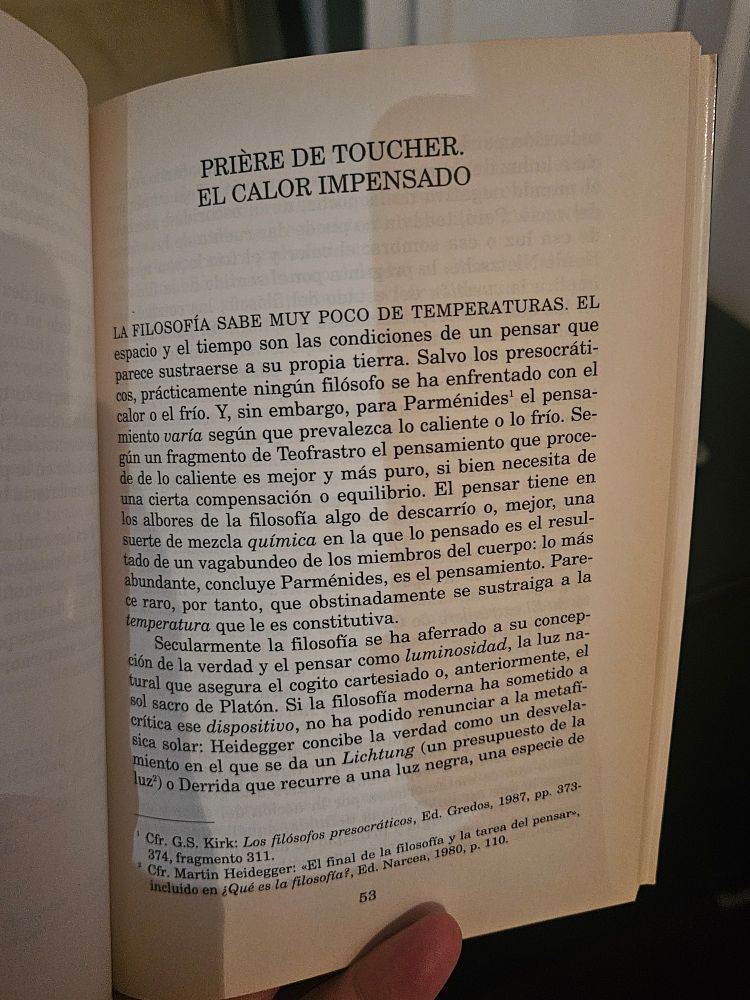 PRIÈRE DE TOUCHER.
EL CALOR IMPENSADO
LA FILOSOFÍA SABE MUY POCO DE TEMPERATURAS. EL
espacio y el tiempo son las condiciones de un pensar que
parece sustraerse a su propia tierra. Salvo los presocráti-
cos, prácticamente ningún filósofo se ha enfrentado con el
calor o el frío. Y, sin embargo, para Parménides¹ el pensa-
miento varía según que prevalezca lo caliente o lo frío. Se-
gún un fragmento de Teofrastro el pensamiento que proce-
de de lo caliente es mejor y más puro, si bien necesita de
una cierta compensación o equilibrio. El pensar tiene en
los albores de la filosofía algo de descarrío o, mejor, una
suerte de mezcla química en la que lo pensado es el resul-
tado de un vagabundeo de los miembros del cuerpo: lo más
abundante, concluye Parménides, es el pensamiento. Pare-
ce raro, por tanto, que obstinadamente se sustraiga a la
temperatura que le es constitutiva.
Secularmente la filosofía se ha aferrado a su concep-
ción de la verdad y el pensar como luminosidad, la luz na-
tural que asegura el cogito cartesiado o, anteriormente, el
sol sacro de Platón. Si la filosofía moderna ha sometido a
crítica ese dispositivo, no ha podido renunciar a la metafí-
sica solar: Heidegger concibe la verdad como un desvela-
miento en el que se da un Lichtung (un presupuesto de la
luz²) o Derrida que recurre a una luz negra, una especie de
¹ Cfr. G.S. Kirk: Los filósofos presocráticos, Ed. Gredos, 1987, pp. 373-
374, fragmento 311.
² Cfr. Martin Heidegger: «El final de la filosofía y la tarea del pensar»,
incluido en ¿Qué es la filosofía?, Ed. Narcea, 1980, p. 110.
53